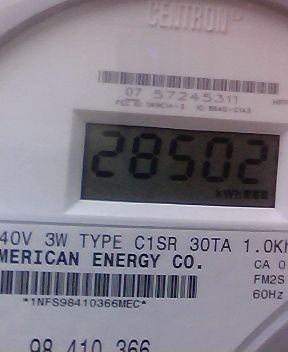 CENTRON®
07 57245311
28502
kWh
40V 3W TYPE C1SR 30TA 1.0Kh
MERICAN ENERGY CO.
CA 0
FM2S
60Hz
*1NFS98410366MEC*
98 410 366